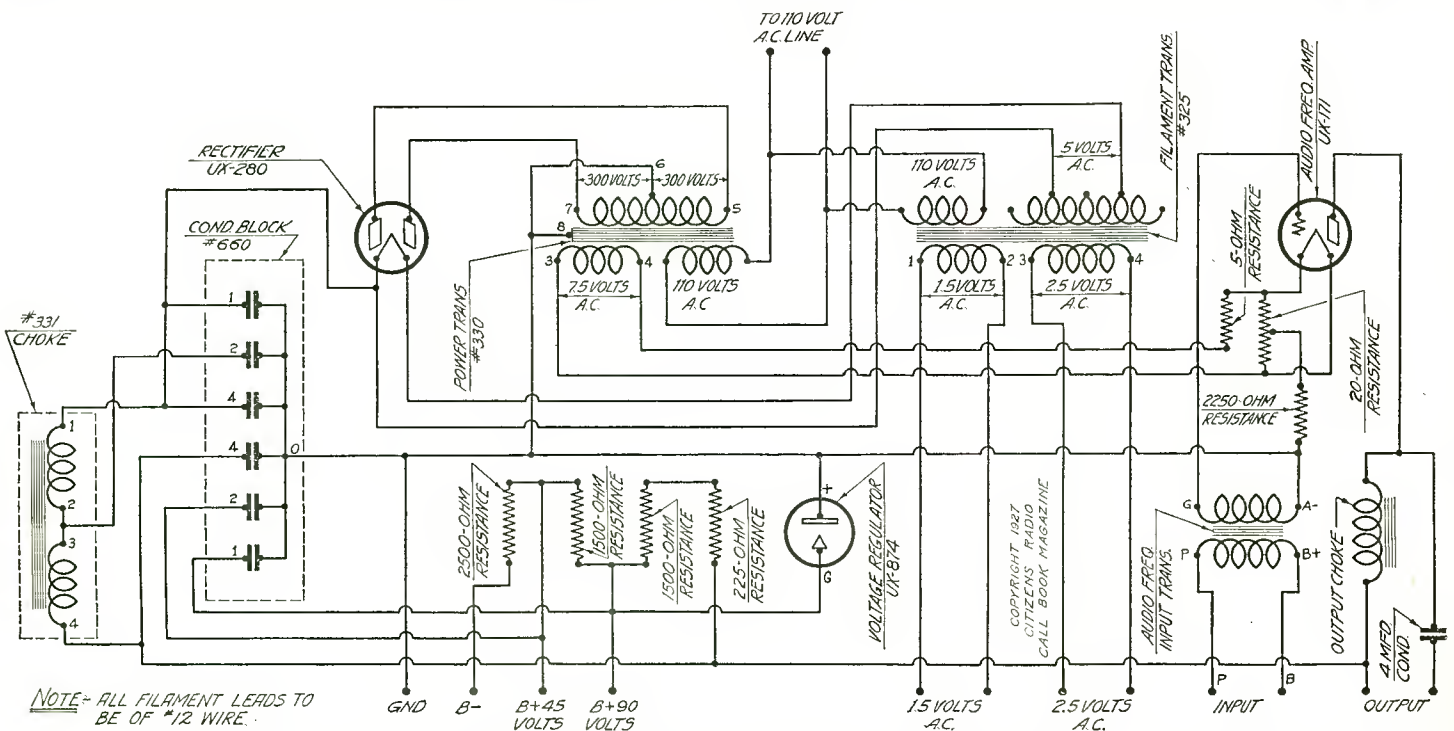 TO 110 VOLT
A.C. LINE
RECTIFIER
UX-280
COND. BLOCK
#660
#331
CHOKE
1
2
4
4
2
1
O
1
2
3
4
6
300 VOLTS
300 VOLTS
7
5
8
3
4
7.5 VOLTS
A.C.
110 VOLTS
A.C
POWER TRANS
#330
110 VOLTS
A.C.
5 VOLTS
A.C.
FILAMENT TRANS.
#325
1
2
3
4
1.5 VOLTS
A.C.
2.5 VOLTS
A.C.
AUDIO FREQ. AMP.
UX-171
5-OHM
RESISTANCE
20-OHM
RESISTANCE
2250-OHM
RESISTANCE
2500-OHM
RESISTANCE
1500-OHM
RESISTANCE
1500-OHM
RESISTANCE
225-OHM
RESISTANCE
+
G
VOLTAGE REGULATOR
UX-874
COPYRIGHT 1927
CITIZENS RADIO
CALL BOOK MAGAZINE
G
A-
P
B+
AUDIO FREQ.
INPUT TRANS.
OUTPUT CHOKE
4 MFD.
COND.
NOTE:- ALL FILAMENT LEADS TO
BE OF #12 WIRE.
GND
B-
B+45
VOLTS
B+90
VOLTS
1.5 VOLTS
A.C.
2.5 VOLTS
A.C.
P
B
INPUT
OUTPUT